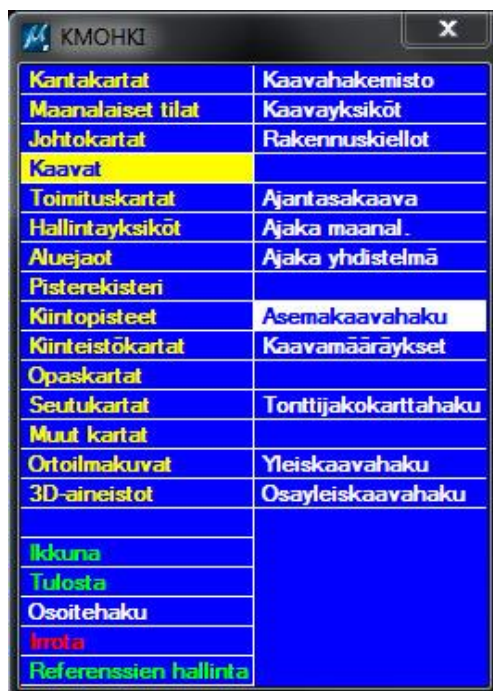 KMOHKI
Kantakartat Kaavahakemisto
Maanalaiset tilat Kaavayksiköt
Johtokartat Rakennuskiellot
Kaavat
Toimituskartat Ajantasakaava
Hallintayksiköt Ajaka maanal.
Aluejaot Ajaka yhdistelmä
Pisterekisteri
Kiintopisteet Asemakaavahaku
Kiinteistökartat Kaavamääräykset
Opaskartat
Seutukartat Tonttijakokarttahaku
Muut kartat
Ortoilmakuvat Yleiskaavahaku
3D-aineistot Osayleiskaavahaku
Ikkuna
Tulosta
Osoitehaku
Irrota
Referenssien hallinta